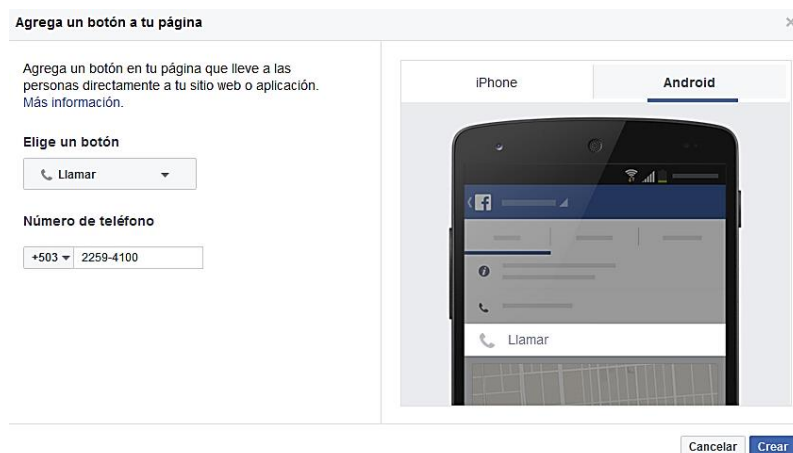 Agrega un botón a tu página
×
Agrega un botón en tu página que lleve a las
personas directamente a tu sitio web o aplicación.
Más información.
Elige un botón
Llamar
Número de teléfono
+503
2259-4100
iPhone
Android
f
Llamar
Cancelar
Crear